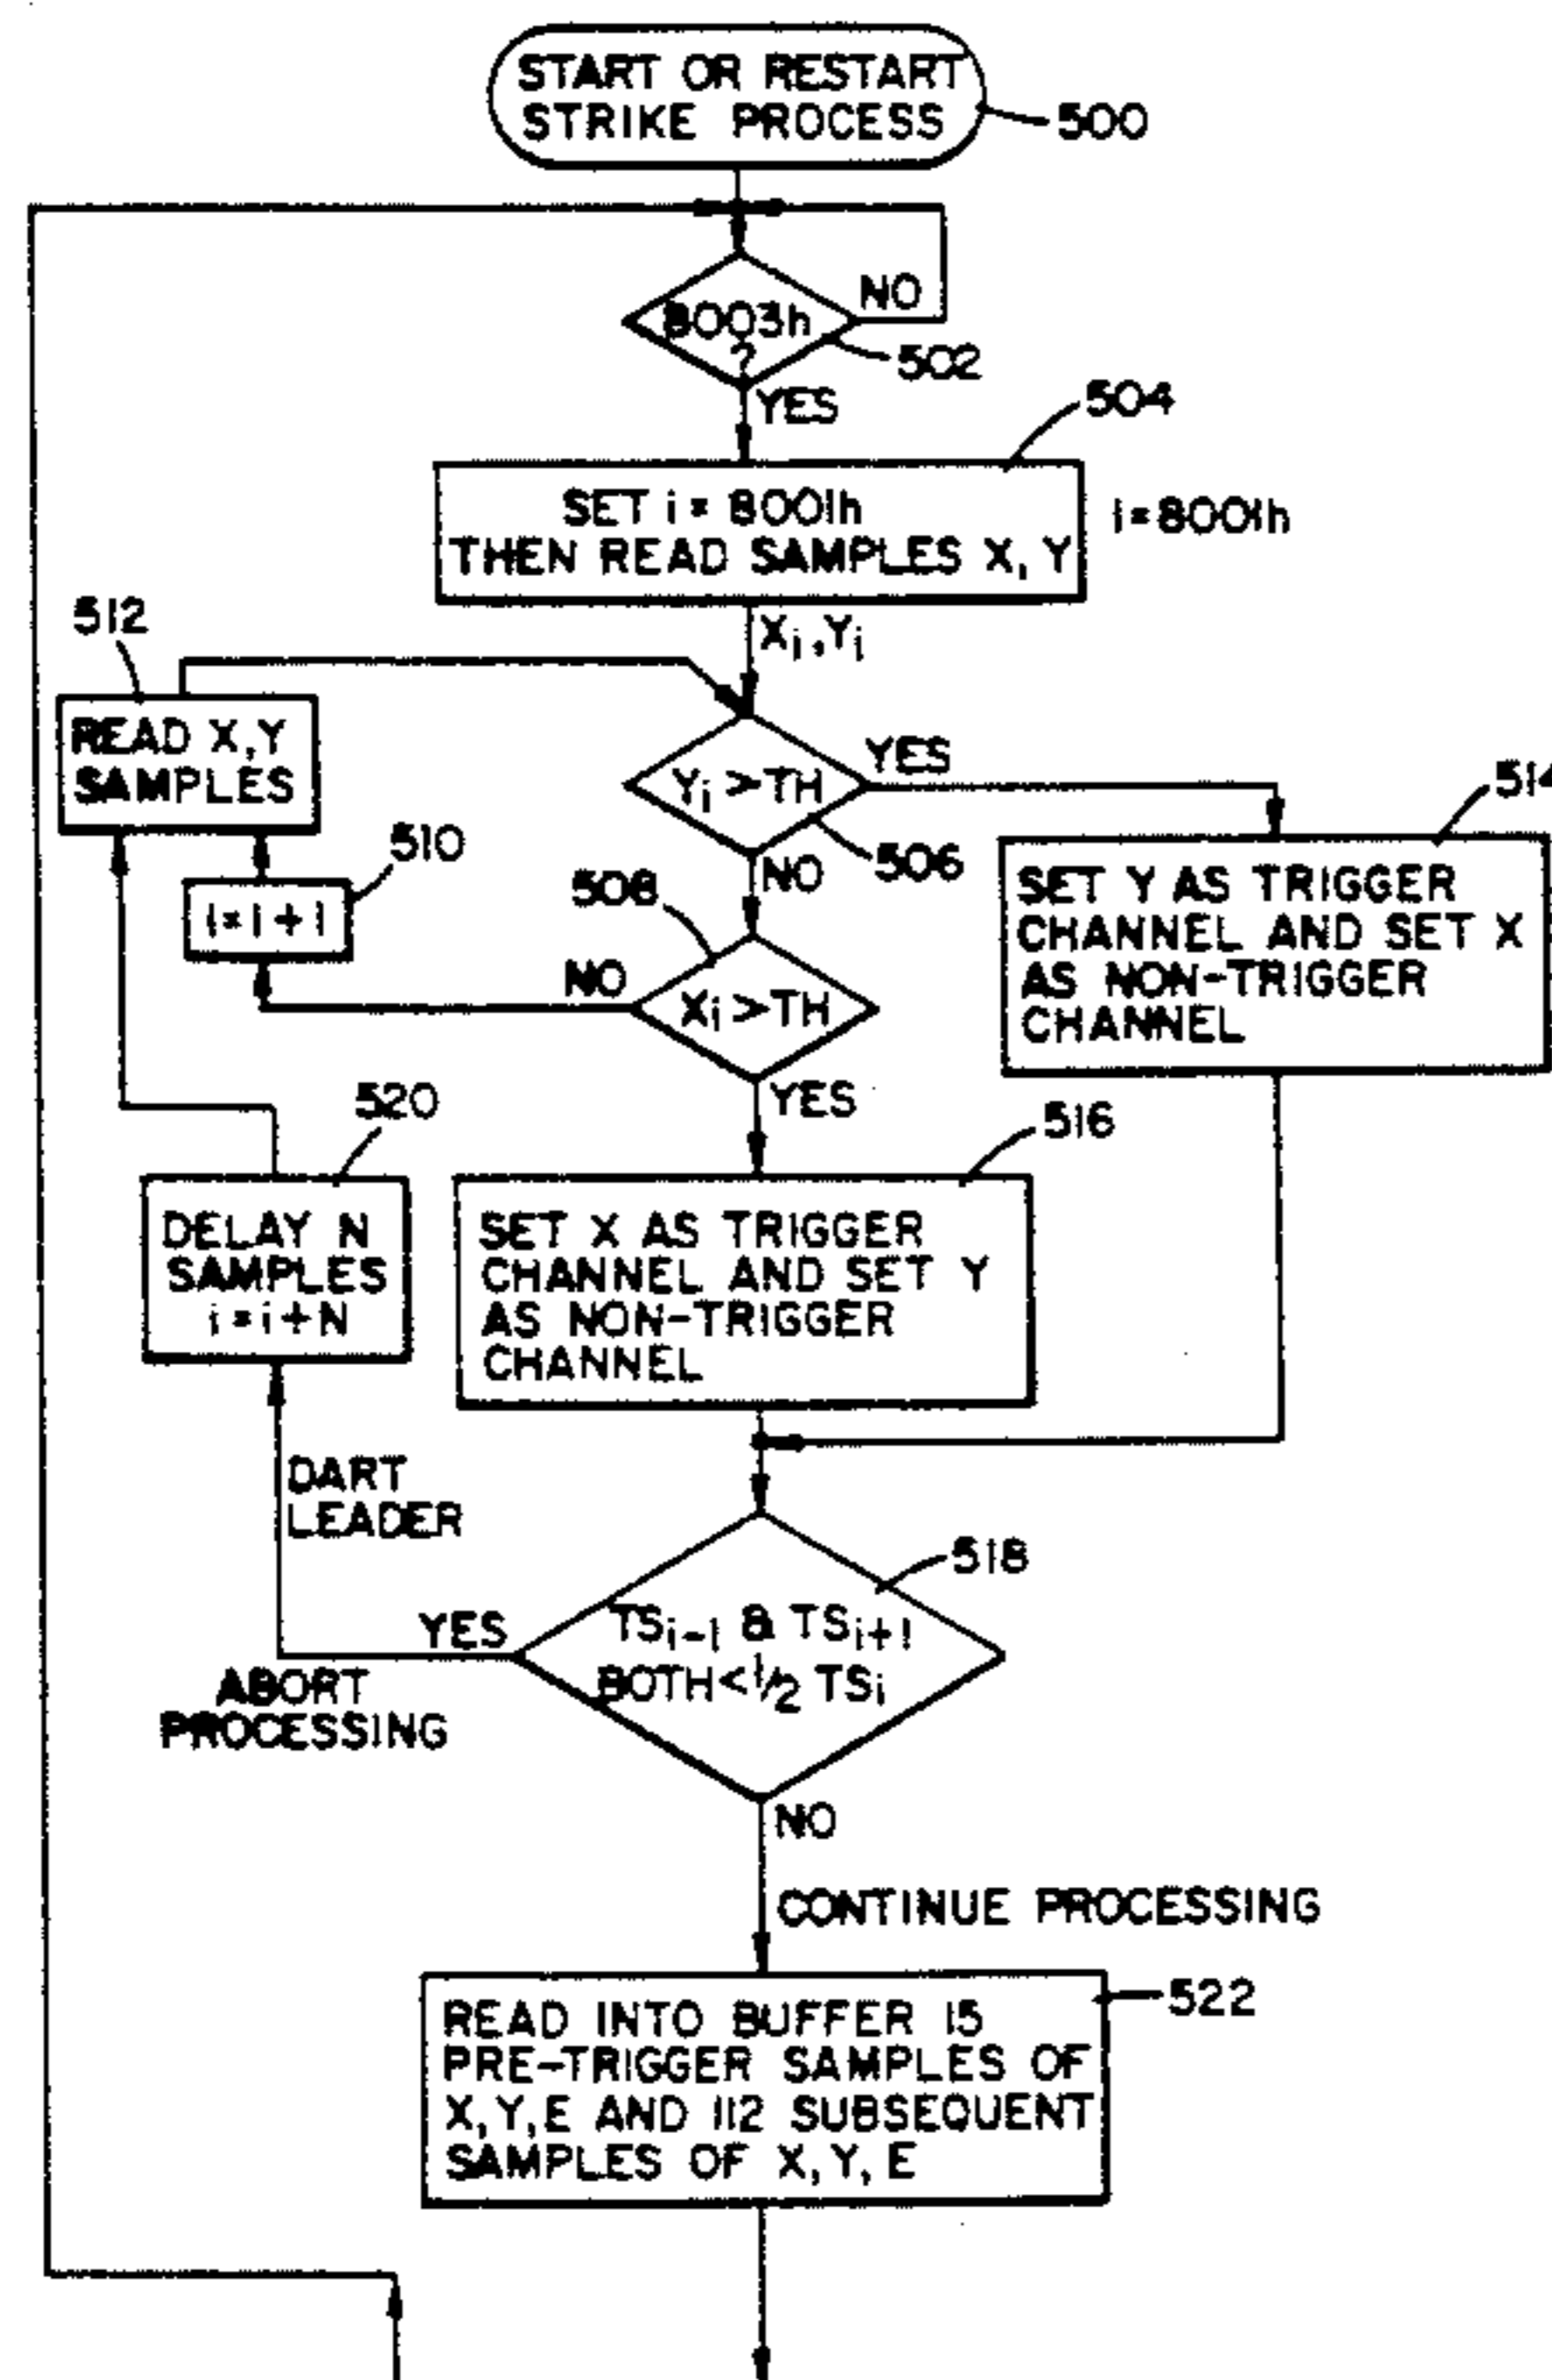 START OR RESTART
STRIKE PROCESS
500
NO
8003h
?
502
YES
504
SET i = 8001h
THEN READ SAMPLES X, Y
i=8001h
Xi, Yi
512
READ X, Y
SAMPLES
Yi > TH
YES
506
NO
514
SET Y AS TRIGGER
CHANNEL AND SET X
AS NON-TRIGGER
CHANNEL
510
i = i + 1
508
NO
Xi > TH
YES
520
DELAY N
SAMPLES
i = i + N
516
SET X AS TRIGGER
CHANNEL AND SET Y
AS NON-TRIGGER
CHANNEL
DART
LEADER
518
YES
TSi-1 & TSi+1
BOTH < 1/2 TSi
ABORT
PROCESSING
NO
CONTINUE PROCESSING
522
READ INTO BUFFER 15
PRE-TRIGGER SAMPLES OF
X, Y, E AND 112 SUBSEQUENT
SAMPLES OF X, Y, E